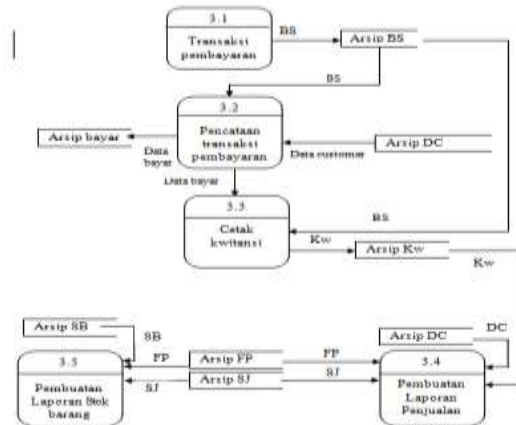 3.1
Transaksi
pembayaran
BS
Arsip BS
BS
3.2
Pencataan
transaksi
pembayaran
Arsip bayar
Data
bayar
Data customer
Arsip DC
Data bayar
3.3
Cetak
kwitansi
BS
Kw
Arsip Kw
Kw
Arsip SB
SB
Arsip DC
DC
3.5
Pembuatan
Laporan Stok
barang
FP
Arsip FP
FP
SJ
Arsip SJ
SJ
3.4
Pembuatan
Laporan
Penjualan